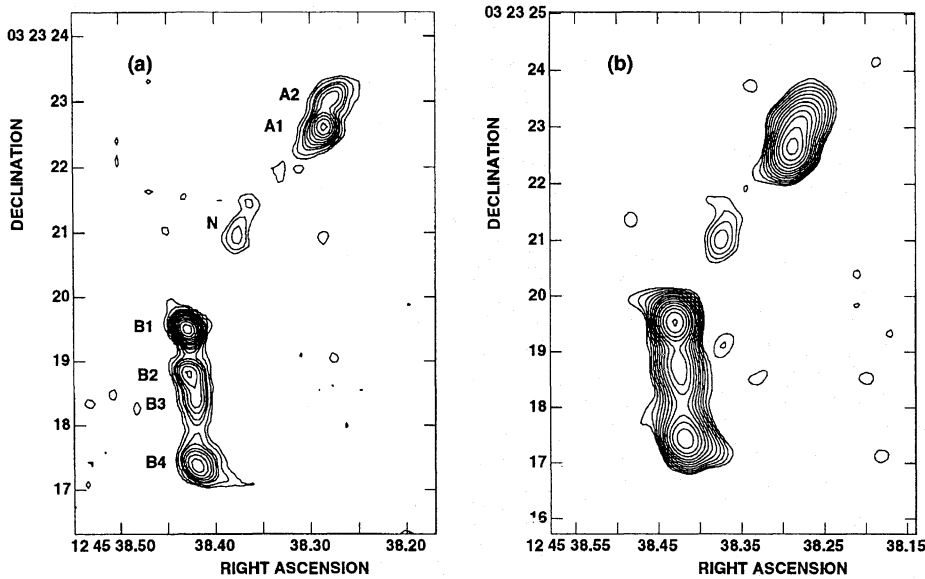 03 23 24
(a)
A2
23
A1
22
DECLINATION
N
21
20
B1
19
B2
B3
18
B4
17
12 45 38.50
38.40
38.30
38.20
RIGHT ASCENSION
03 23 25
(b)
24
23
22
DECLINATION
21
20
19
18
17
16
12 45 38.55
38.45
38.35
38.25
38.15
RIGHT ASCENSION